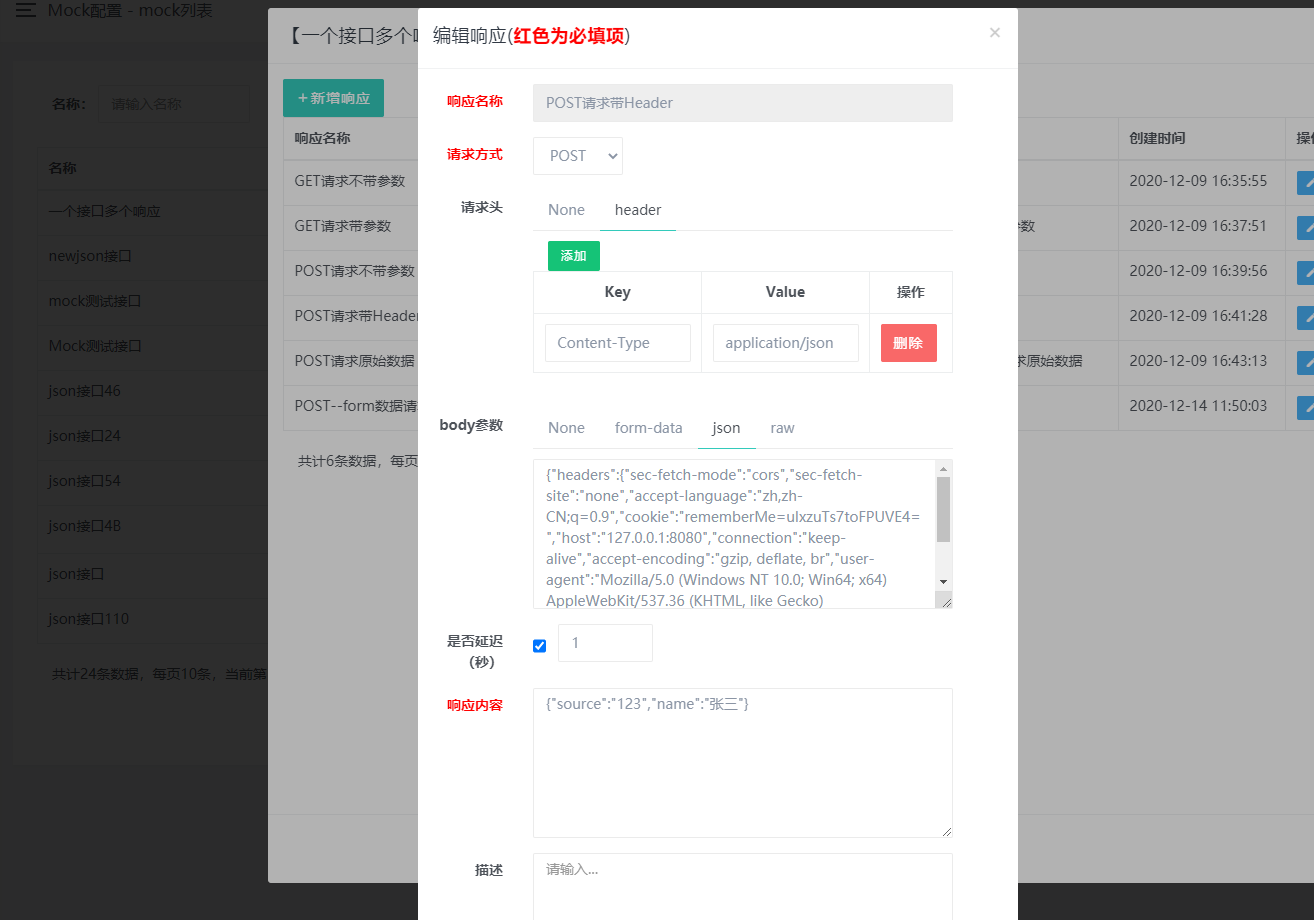 Mock配置 - mock列表
名称:
请输入名称
名称
一个接口多个响应
newjson接口
mock测试接口
Mock测试接口
json接口46
json接口24
json接口54
json接口48
json接口
json接口110
共计24条数据，每页10条，当前第
【一个接口多个
+ 新增响应
响应名称
创建时间
GET请求不带参数
2020-12-09 16:35:55
GET请求带参数
数
2020-12-09 16:37:51
POST请求不带参数
2020-12-09 16:39:56
POST请求带Header
2020-12-09 16:41:28
POST请求原始数据
求原始数据
2020-12-09 16:43:13
POST--form数据请
2020-12-14 11:50:03
共计6条数据，每页
编辑响应(红色为必填项)
×
响应名称
POST请求带Header
请求方式
POST
请求头
None header
添加
Key Value 操作
Content-Type application/json 删除
body参数
None form-data json raw
{"headers":{"sec-fetch-mode":"cors","sec-fetch-
site":"none","accept-language":"zh,zh-
CN;q=0.9","cookie":"rememberMe=ulxzuTs7toFPUVE4=
","host":"127.0.0.1:8080","connection":"keep-
alive","accept-encoding":"gzip, deflate, br","user-
agent":"Mozilla/5.0 (Windows NT 10.0; Win64; x64)
AppleWebKit/537.36 (KHTML, like Gecko)
是否延迟
(秒)
1
响应内容
{"source":"123","name":"张三"}
描述
请输入...